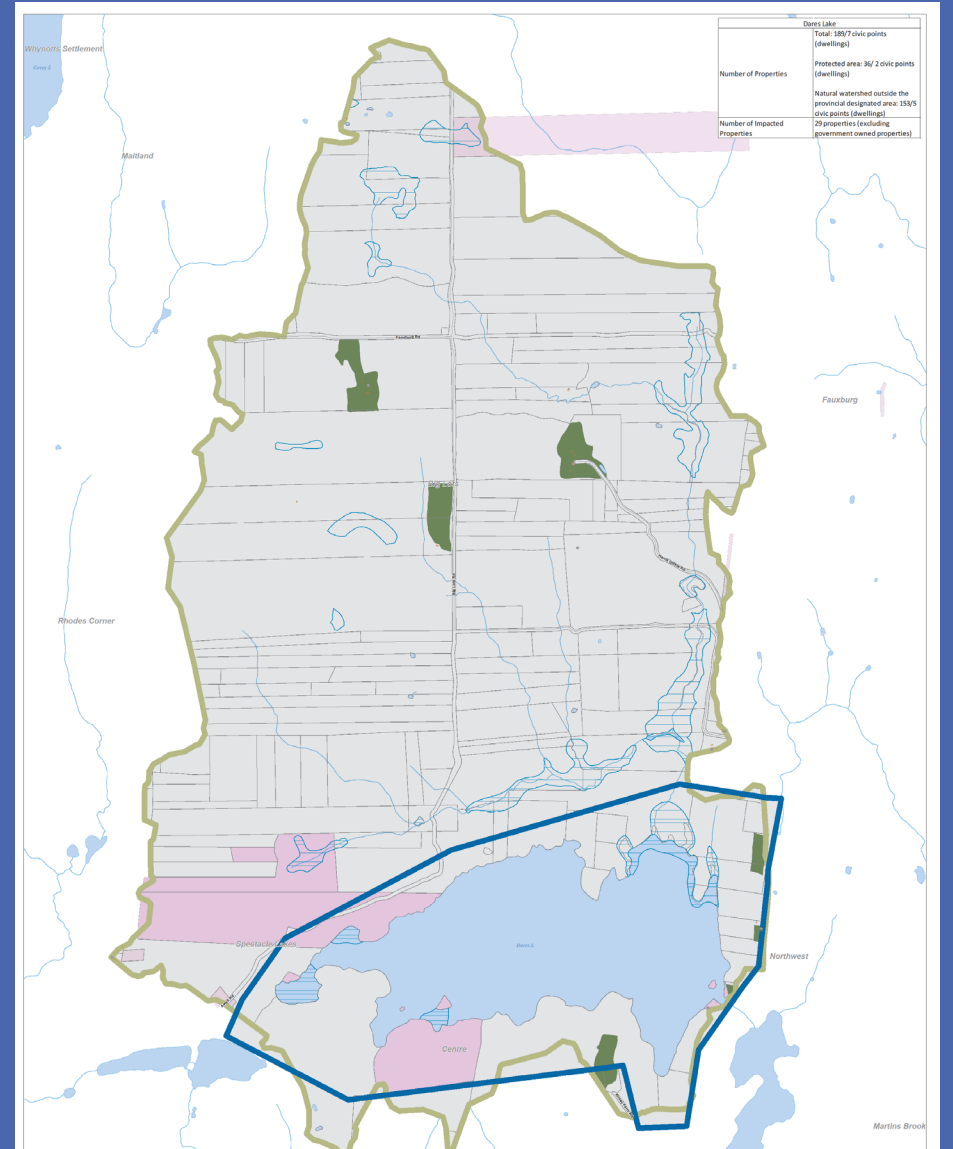 Dares Lake
Number of Properties
Total: 189/7 civic points
(dwellings)
Protected area: 36/ 2 civic points
(dwellings)
Natural watershed outside the
provincial designated area: 153/5
civic points (dwellings)
Number of Impacted
Properties
29 properties (excluding
government owned properties)
Whynotts Settlement
Maitland
Fauxburg
Rhodes Corner
Spectacle Lakes
Northwest
Centre
Martins Brook